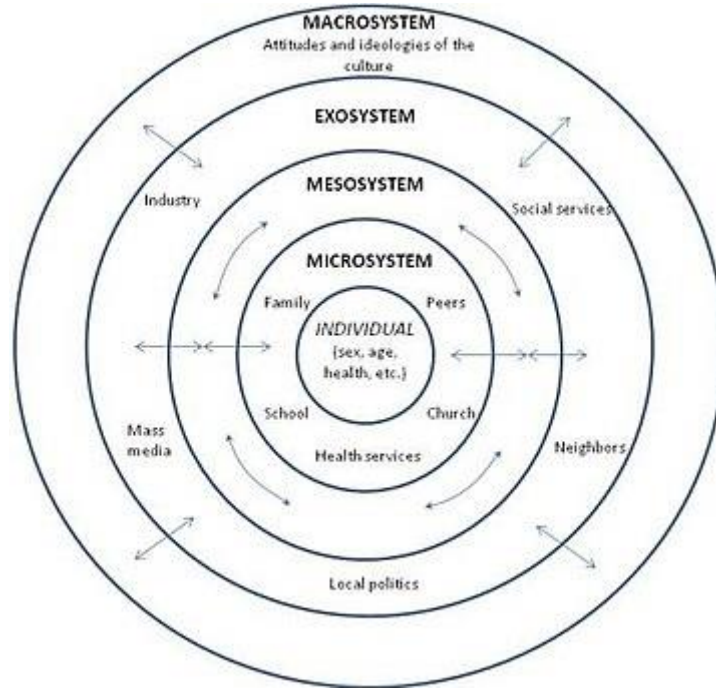 MACROSYSTEM
Attitudes and ideologies of the
culture
EXOSYSTEM
MESOSYSTEM
Industry
Social services
MICROSYSTEM
Family
Peers
INDIVIDUAL
{sex, age,
health, etc.}
School
Church
Mass
media
Health services
Neighbors
Local politics